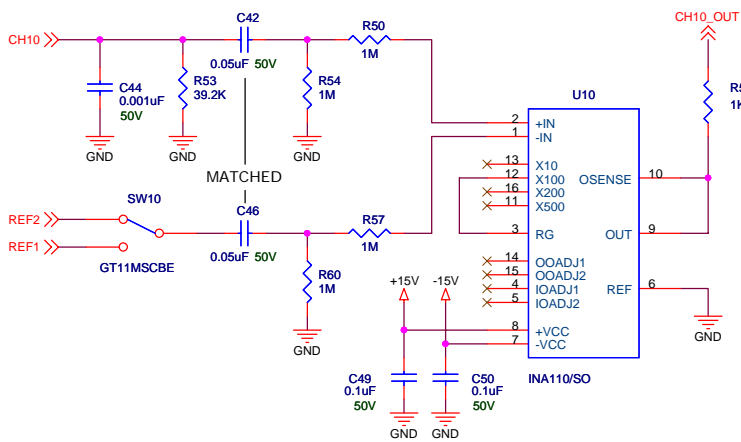 CH10_OUT
CH10
C42
0.05uF 50V
R50
1M
C44
0.001uF
50V
R53
39.2K
R54
1M
R5
1K
GND
GND
GND
MATCHED
U10
2
+IN
1
-IN
13
X10
12
X100
16
X200
11
X500
OSENSE
10
3
RG
OUT
9
14
OOADJ1
15
OOADJ2
4
IOADJ1
5
IOADJ2
REF
6
8
+VCC
7
-VCC
INA110/SO
GND
SW10
REF2
REF1
GT11MSCBE
C46
0.05uF 50V
R57
1M
R60
1M
GND
+15V
-15V
C49
0.1uF
50V
C50
0.1uF
50V
GND
GND